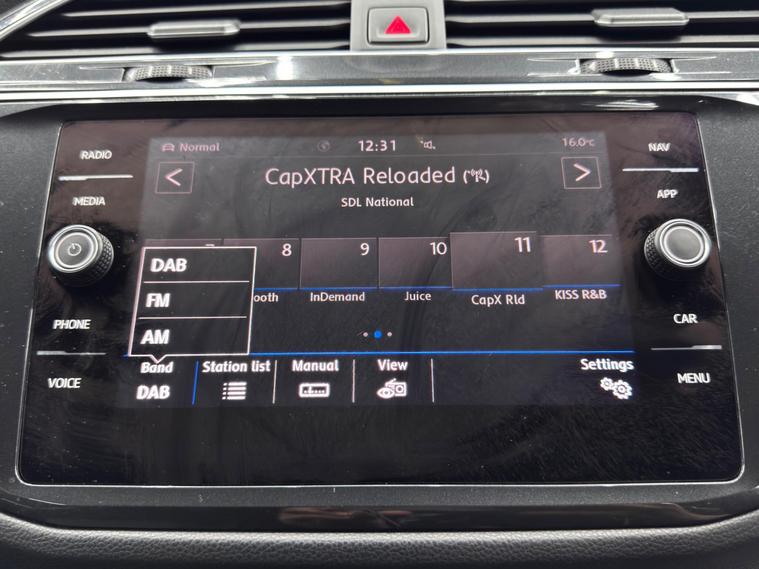 RADIO
Normal
12:31
16.0°C
NAV
<
CapXTRA Reloaded
>
MEDIA
SDL National
APP
8
9
10
11
12
DAB
FM
AM
ooth
InDemand
Juice
CapX Rld
KISS R&B
PHONE
CAR
VOICE
MENU
Band
Station list
Manual
View
Settings
DAB